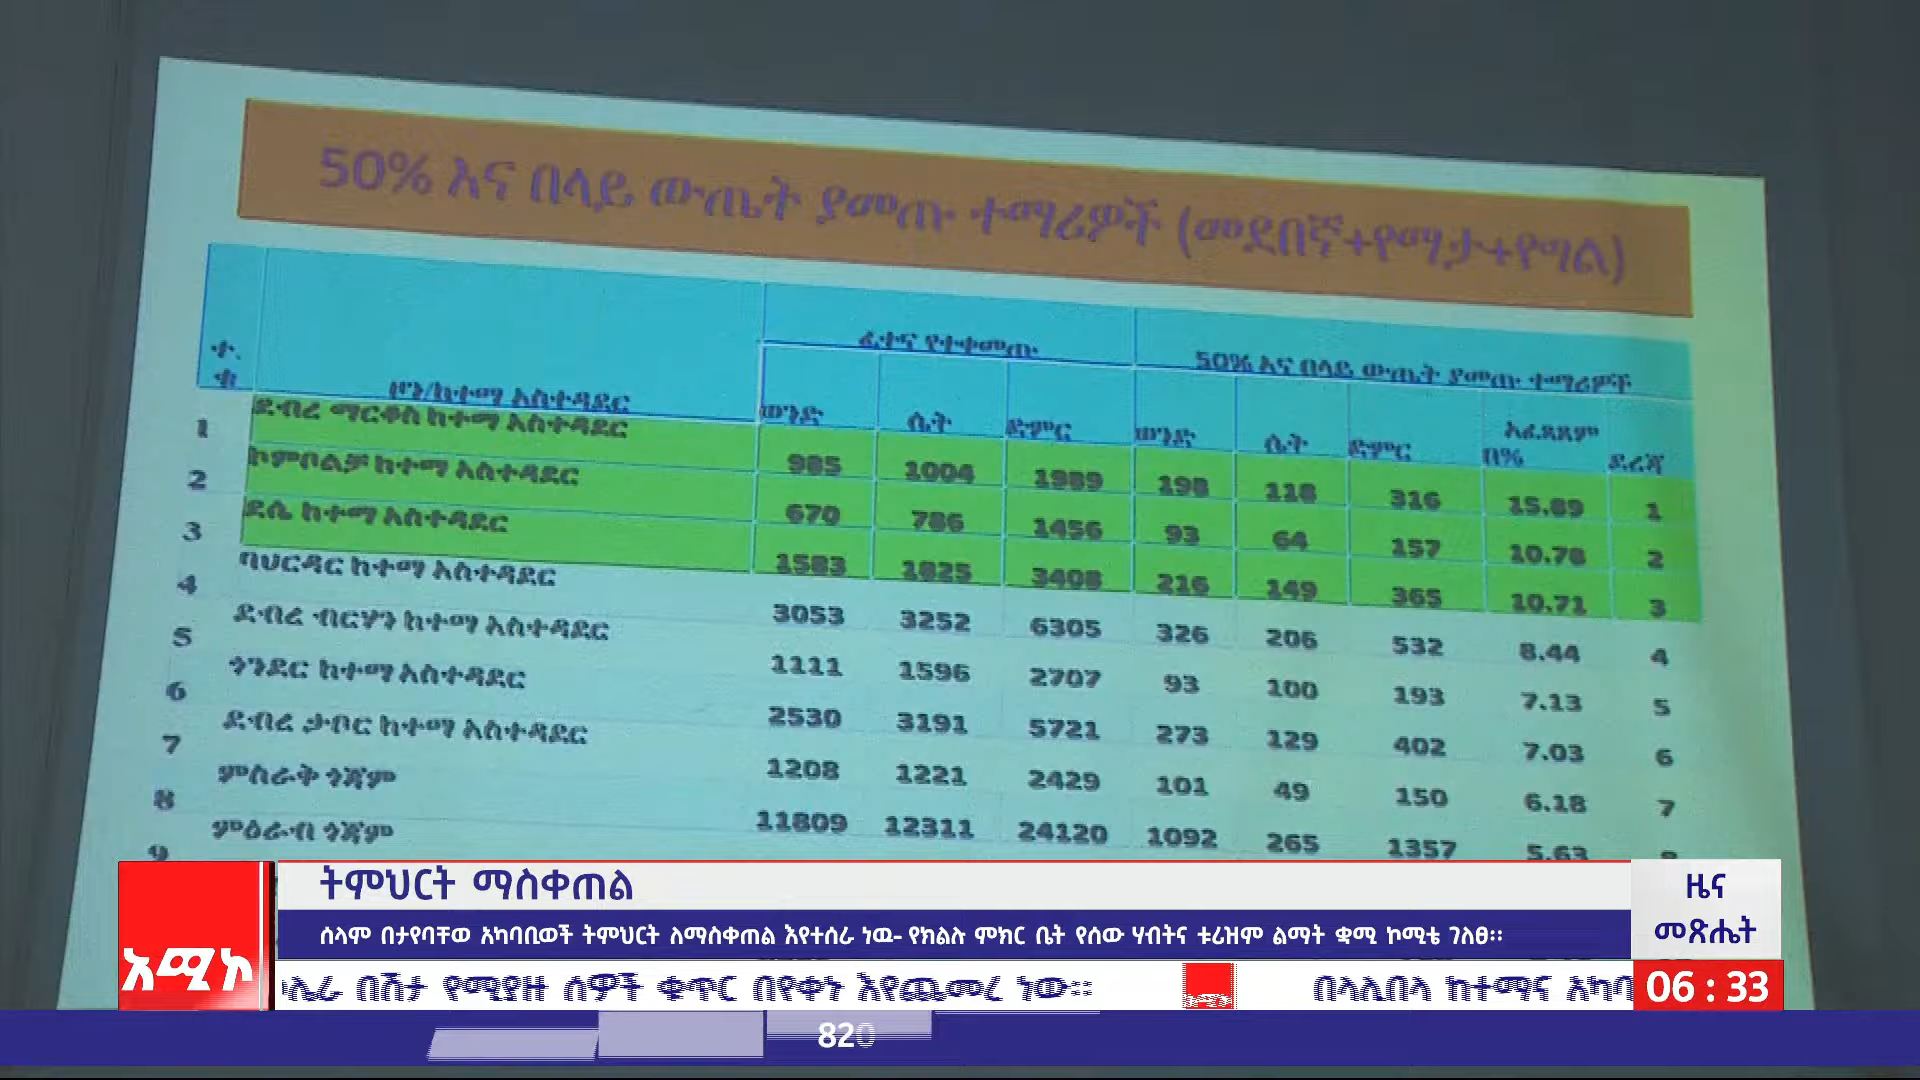 50% እና በላይ ውጤት ያመጡ ተማሪዎች (መደበኛ+የማታ+የግል)
ተ.ቁ ዞን/ከተማ አስተዳደር ፈተና የተቀመጡ 50% እና በላይ ውጤት ያመጡ ተማሪዎች
ወንድ ሴት ድምር ወንድ ሴት ድምር አፈጻጸም በ% ደረጃ
1 ደብረ ማርቆስ ከተማ አስተዳደር 985 1004 1989 198 118 316 15.89 1
2 ኮምቦልቻ ከተማ አስተዳደር 670 786 1456 93 64 157 10.78 2
3 ደሴ ከተማ አስተዳደር 1583 1825 3408 216 149 365 10.71 3
4 ባህርዳር ከተማ አስተዳደር 3053 3252 6305 326 206 532 8.44 4
5 ደብረ ብርሃን ከተማ አስተዳደር 1111 1596 2707 93 100 193 7.13 5
6 ጎንደር ከተማ አስተዳደር 2530 3191 5721 273 129 402 7.03 6
7 ደብረ ታቦር ከተማ አስተዳደር 1208 1221 2429 101 49 150 6.18 7
8 ምስራቅ ጎጃም 11809 12311 24120 1092 265 1357 5.63 8
9 ምዕራብ ጎጃም
ትምህርት ማስቀጠል
ሰላም በታየባቸወ አካባቢወች ትምህርት ለማስቀጠል እየተሰራ ነዉ- የክልሉ ምክር ቤት የሰው ሃብትና ቱሪዝም ልማት ቋሚ ኮሚቴ ገለፀ፡፡
ዜና
መጽሔት
አሚኮ
በሽታ የሚያዘ ሰዎች ቁጥር በየቀኑ እየጨመረ ነው፡፡ አሚኮ በላሊበላ ከተማና
06 : 33
820